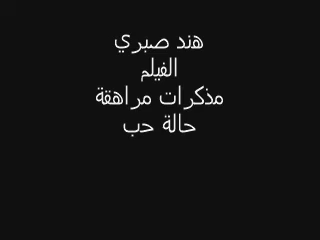 هند صبري
الفيلم
مذكرات مراهقة
حالة حب